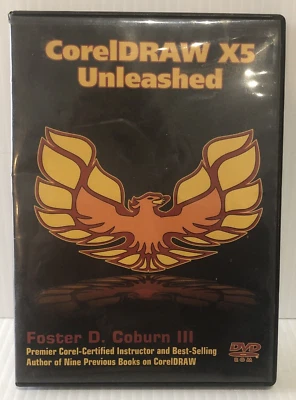 CorelDRAW X5
Unleashed
Foster D. Coburn III
Premier Corel-Certified Instructor and Best-Selling
Author of Nine Previous Books on CorelDRAW
DVD
ROM